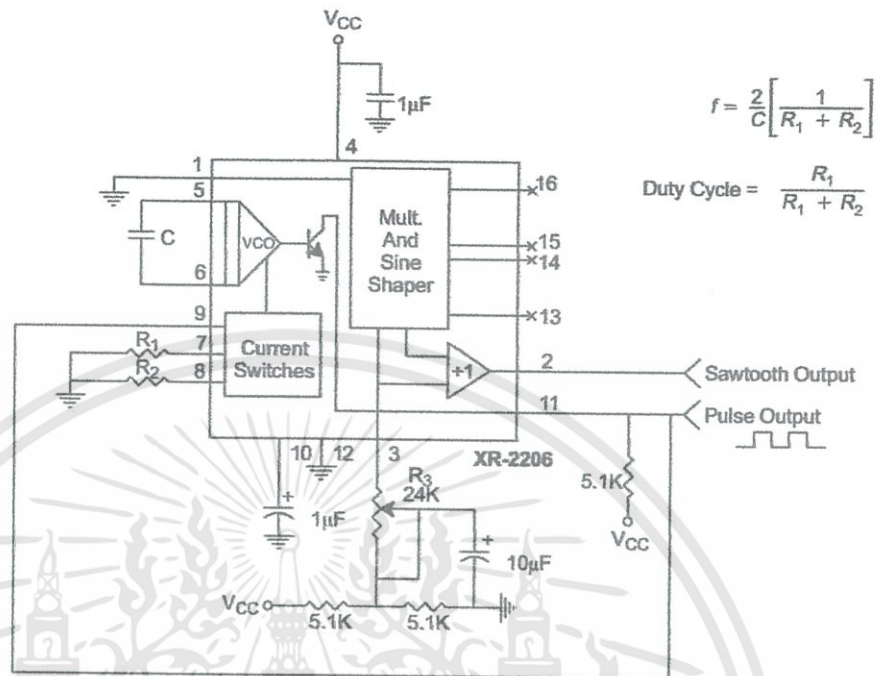 VCC
1µF
4
f = 2/C [ 1 / R1 + R2 ]
Duty Cycle = R1 / R1 + R2
1
5
C
6
VCO
Mult.
And
Sine
Shaper
16
15
14
13
9
R1
7
R2
8
Current
Switches
+1
2
Sawtooth Output
11
Pulse Output
10
12
3
XR-2206
R3
24K
5.1K
VCC
1µF
10µF
VCC
5.1K
5.1K